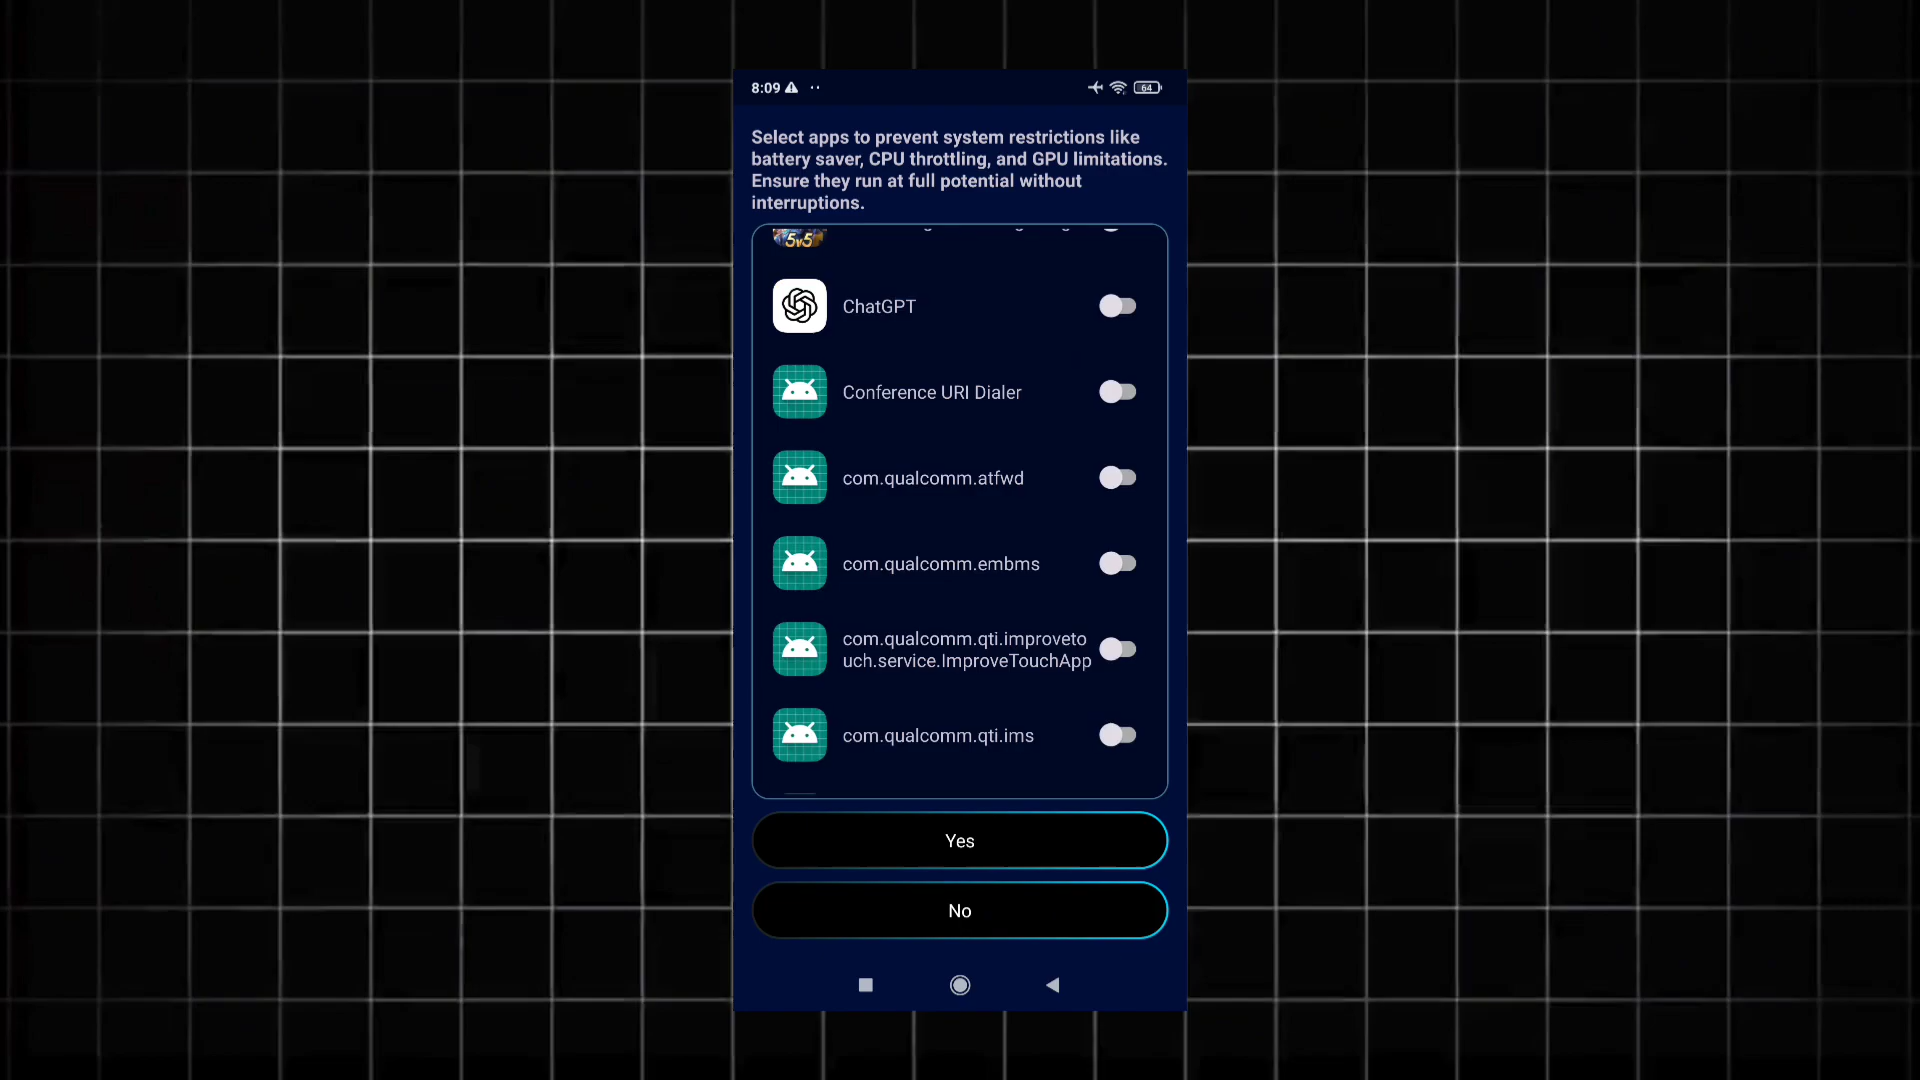 8:09
64
Select apps to prevent system restrictions like
battery saver, CPU throttling, and GPU limitations.
Ensure they run at full potential without
interruptions.
5v5
ChatGPT
Conference URI Dialer
com.qualcomm.atfwd
com.qualcomm.embms
com.qualcomm.qti.improveto
uch.service.ImproveTouchApp
com.qualcomm.qti.ims
Yes
No